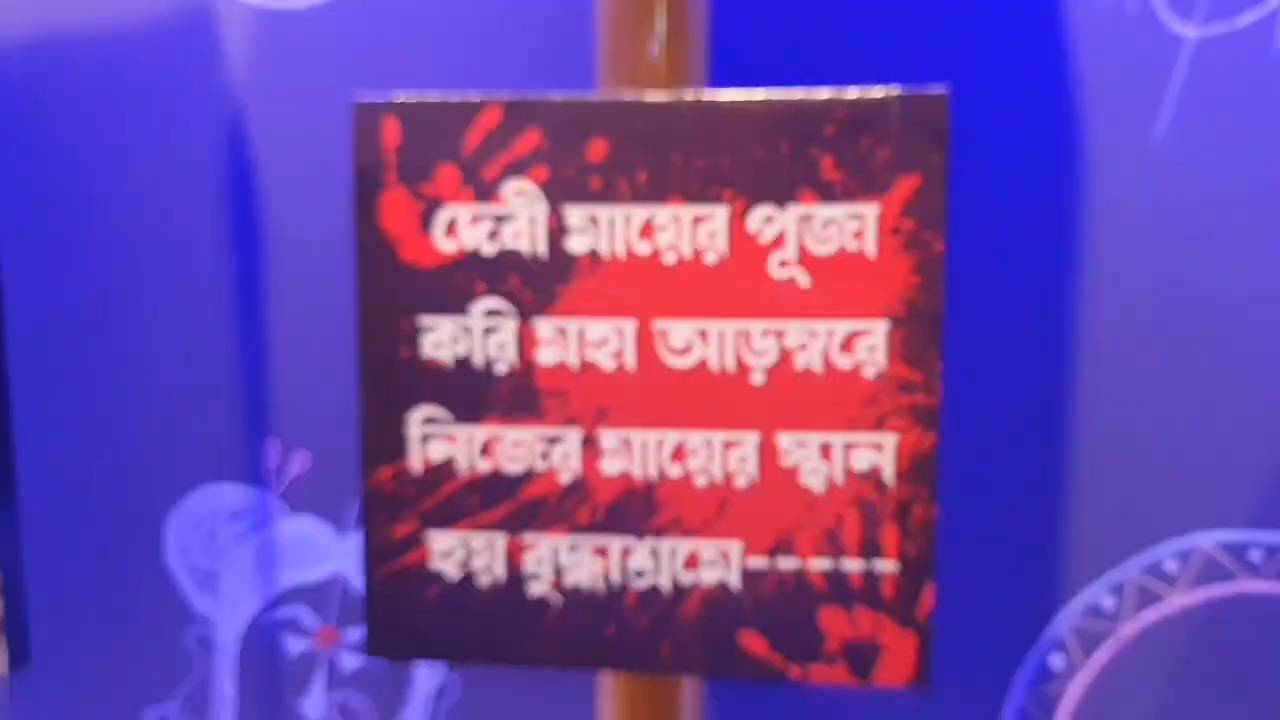 দেবী মায়ের পূজা
করি মহা আড়ম্বরে
নিজের মায়ের স্থান
হয় বৃদ্ধাশ্রমে-----